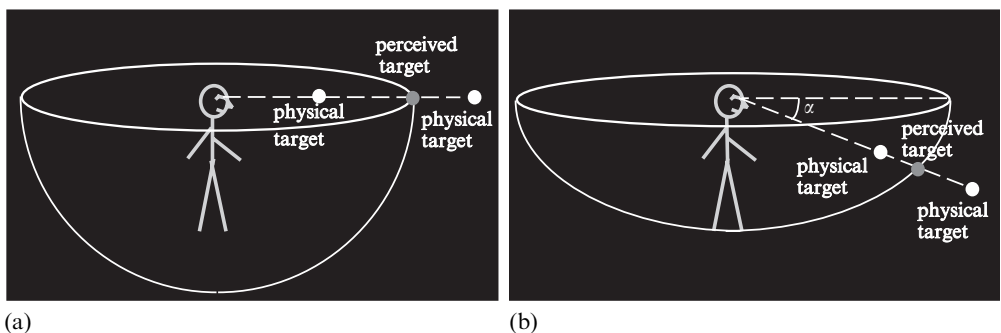 perceived
target
physical
target
physical
target
(a)
α
perceived
target
physical
target
physical
target
(b)